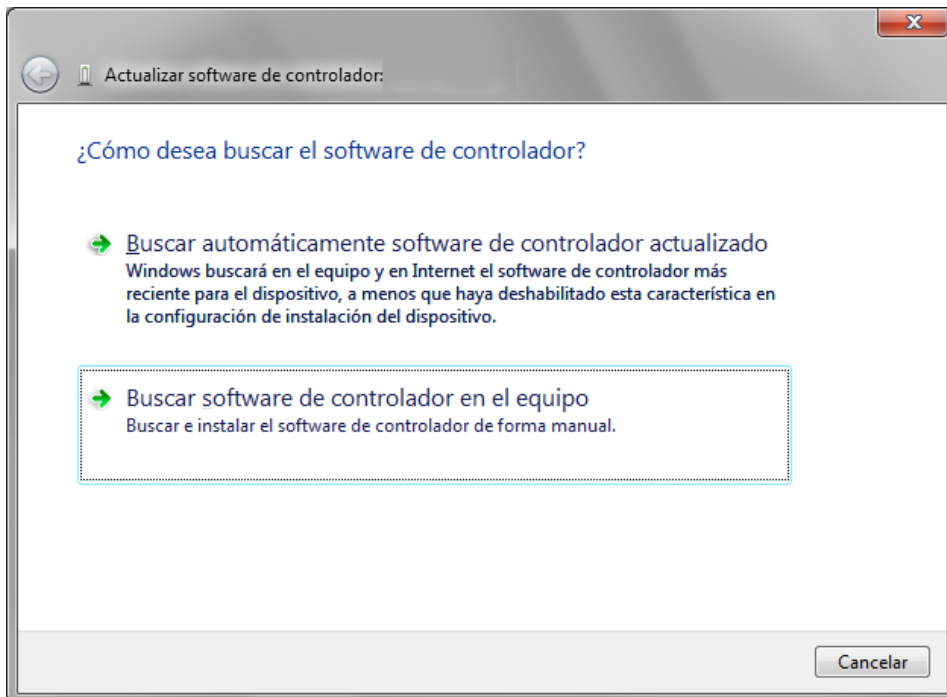 Actualizar software de controlador:
¿Cómo desea buscar el software de controlador?
Buscar automáticamente software de controlador actualizado
Windows buscará en el equipo y en Internet el software de controlador más
reciente para el dispositivo, a menos que haya deshabilitado esta característica en
la configuración de instalación del dispositivo.
Buscar software de controlador en el equipo
Buscar e instalar el software de controlador de forma manual.
Cancelar